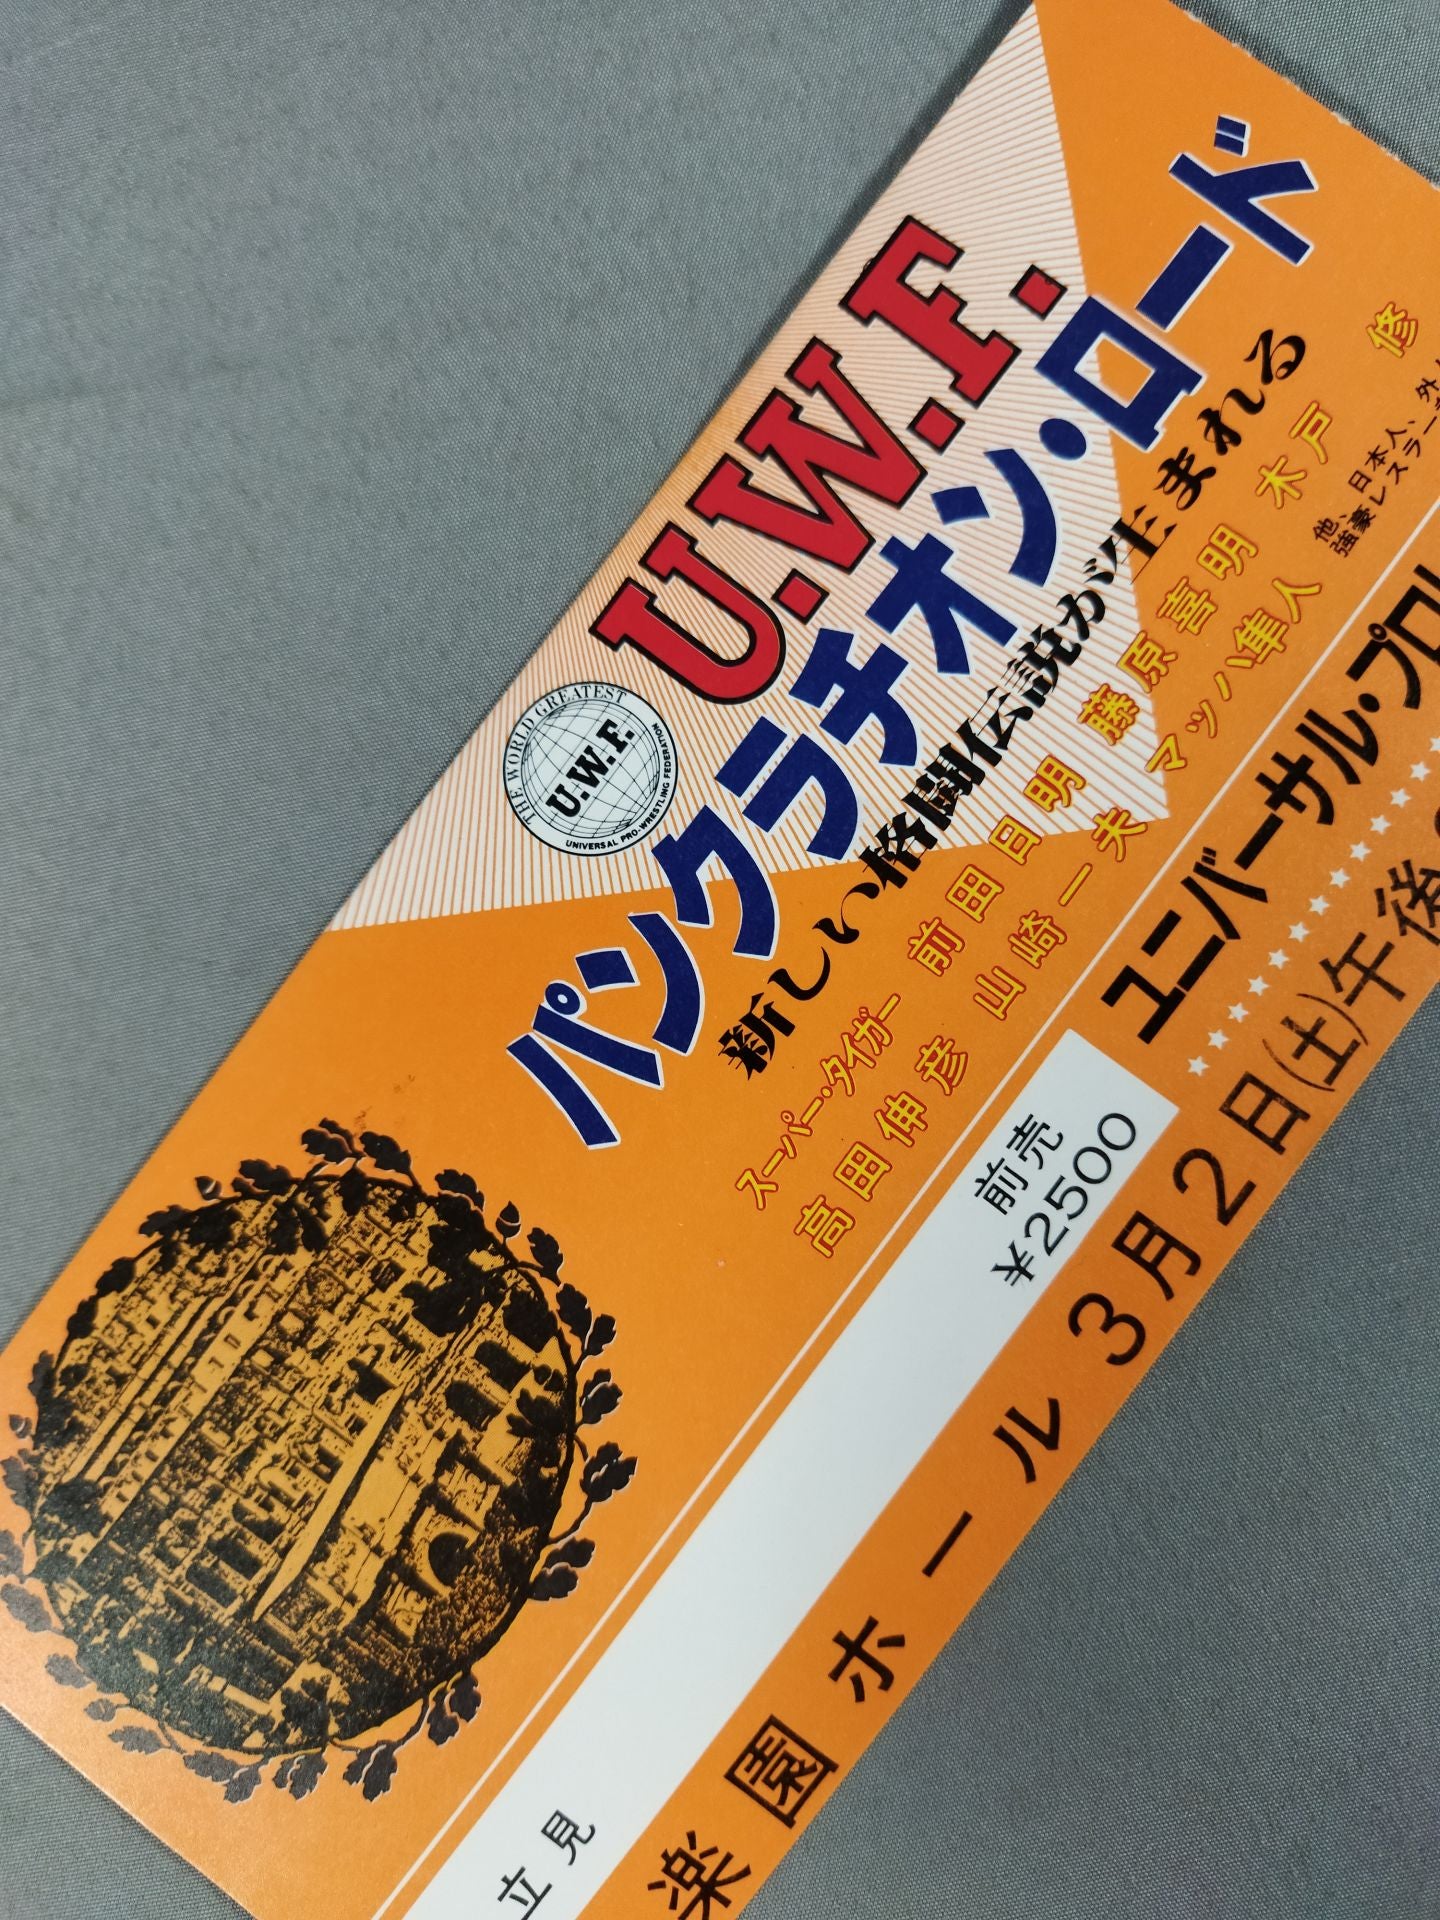 U.W.F.
THE WORLD GREATEST
U.W.F.
UNIVERSAL PRO-WRESTLING FEDERATION
パンクラチオン・ロード
新しい格闘伝説が生まれる
スーパー・タイガー 前田日明 藤原喜明 木戸 修
高田伸彦 山崎一夫 マッハ隼人
他、日本人、外
強豪レスラー
ユニバーサル・プロレ
★★★★★★★★★★★★
前売
¥2500
立見
楽園ホール3月2日(土)午後